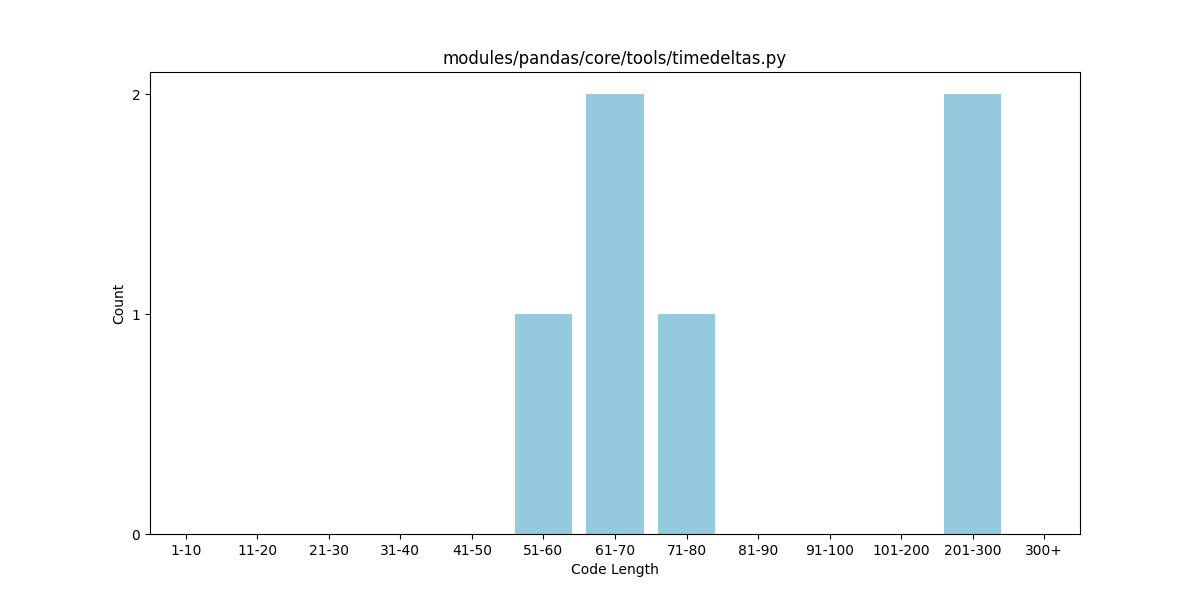 modules/pandas/core/tools/timedeltas.py
Count
2
1
0
1-10 11-20 21-30 31-40 41-50 51-60 61-70 71-80 81-90 91-100 101-200 201-300 300+
Code Length